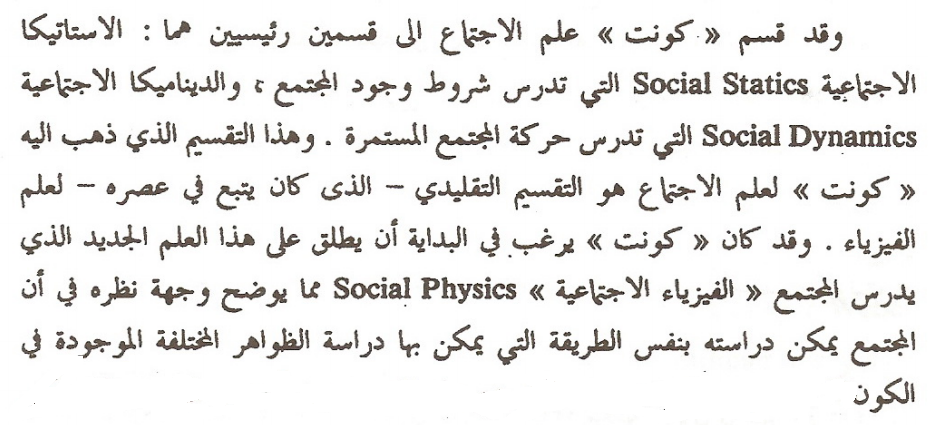 وقد قسم « كونت » علم الاجتماع الى قسمين رئيسيين هما : الاستاتيكا
الاجتماعية Social Statics التي تدرس شروط وجود المجتمع ، والديناميكا الاجتماعية
Social Dynamics التي تدرس حركة المجتمع المستمرة . وهذا التقسيم الذي ذهب اليه
« كونت » لعلم الاجتماع هو التقسيم التقليدي – الذى كان يتبع في عصره – لعلم
الفيزياء . وقد كان « كونت » يرغب في البداية أن يطلق على هذا العلم الجديد الذي
يدرس المجتمع « الفيزياء الاجتماعية » Social Physics مما يوضح وجهة نظره في أن
المجتمع يمكن دراسته بنفس الطريقة التي يمكن بها دراسة الظواهر المختلفة الموجودة في
الكون